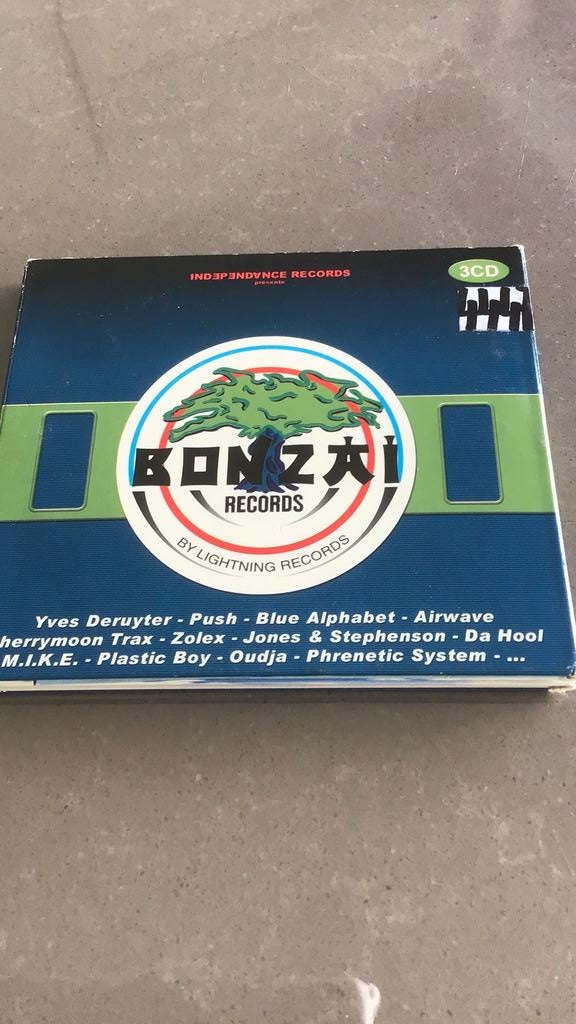 INDEPENDANCE RECORDS
présente
3CD
BONZAI
RECORDS
BY LIGHTNING RECORDS
Yves Deruyter - Push - Blue Alphabet - Airwave
herrymoon Trax - Zolex - Jones & Stephenson - Da Hool
M.I.K.E. - Plastic Boy - Oudja - Phrenetic System - ...